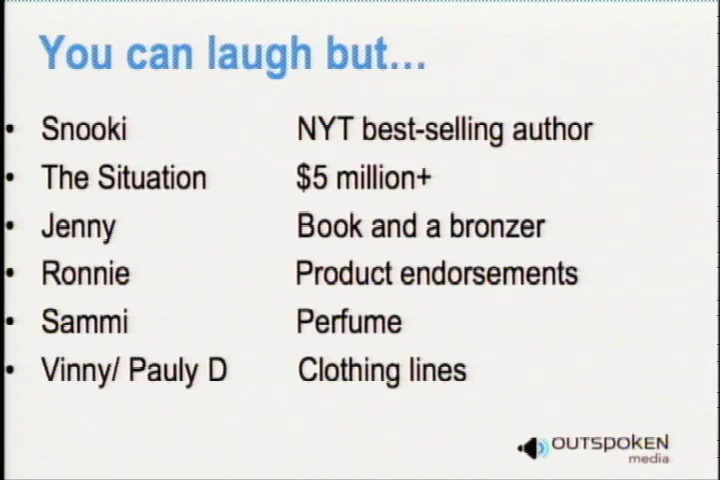 You can laugh but...
• Snooki NYT best-selling author
• The Situation $5 million+
• Jenny Book and a bronzer
• Ronnie Product endorsements
• Sammi Perfume
• Vinny/ Pauly D Clothing lines
OUTSPOKEN
media